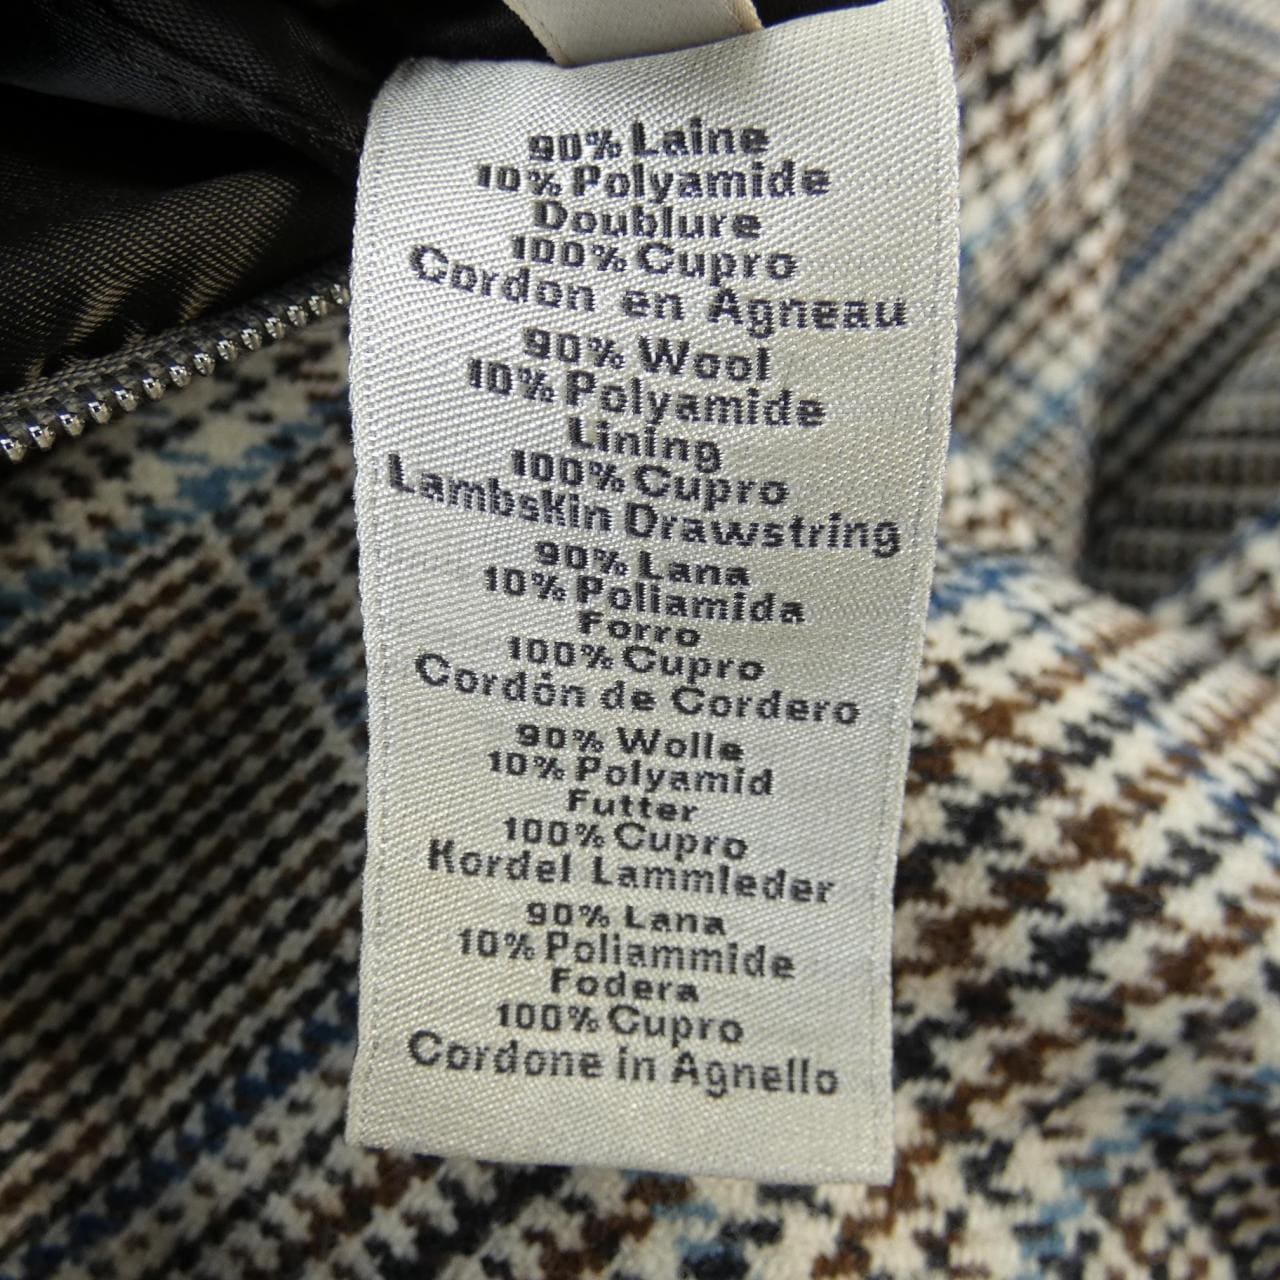 90% Laine
10% Polyamide
Doublure
100% Cupro
Cordon en Agneau
90% Wool
10% Polyamide
Lining
100% Cupro
Lambskin Drawstring
90% Lana
10% Poliamida
Forro
100% Cupro
Cordón de Cordero
90% Wolle
10% Polyamid
Futter
100% Cupro
Kordel Lammleder
90% Lana
10% Poliammide
Fodera
100% Cupro
Cordone in Agnello